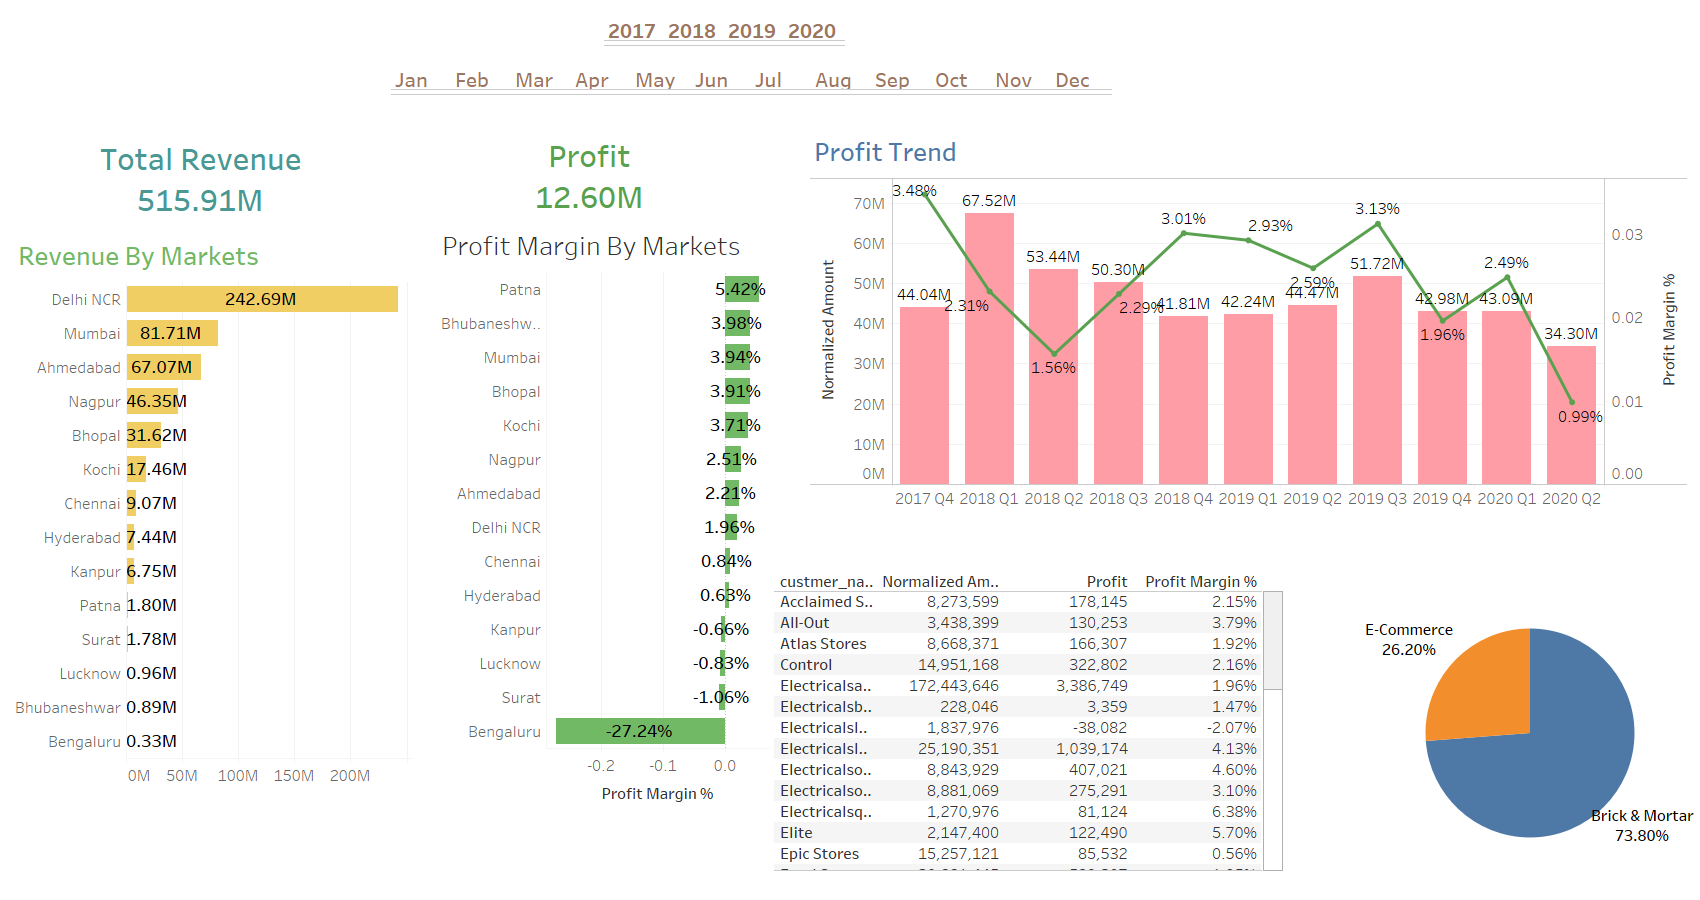 2017 2018 2019 2020
Jan Feb Mar Apr May Jun Jul Aug Sep Oct Nov Dec
Total Revenue
515.91M
Revenue By Markets
Delhi NCR 242.69M
Mumbai 81.71M
Ahmedabad 67.07M
Nagpur 46.35M
Bhopal 31.62M
Kochi 17.46M
Chennai 9.07M
Hyderabad 7.44M
Kanpur 6.75M
Patna 1.80M
Surat 1.78M
Lucknow 0.96M
Bhubaneshwar 0.89M
Bengaluru 0.33M
0M 50M 100M 150M 200M
Profit
12.60M
Profit Margin By Markets
Patna 5.42%
Bhubaneshw.. 3.98%
Mumbai 3.94%
Bhopal 3.91%
Kochi 3.71%
Nagpur 2.51%
Ahmedabad 2.21%
Delhi NCR 1.96%
Chennai 0.84%
Hyderabad 0.63%
Kanpur -0.66%
Lucknow -0.83%
Surat -1.06%
Bengaluru -27.24%
-0.2 -0.1 0.0
Profit Margin %
Profit Trend
Normalized Amount
70M
60M
50M
40M
30M
20M
10M
0M
3.48% 2.31% 1.56% 2.29% 3.01% 2.93% 2.59% 3.13% 1.96% 2.49% 0.99%
44.04M 67.52M 53.44M 50.30M 41.81M 42.24M 44.47M 51.72M 42.98M 43.09M 34.30M
0.03
0.02
0.01
0.00
Profit Margin %
2017 Q4 2018 Q1 2018 Q2 2018 Q3 2018 Q4 2019 Q1 2019 Q2 2019 Q3 2019 Q4 2020 Q1 2020 Q2
custmer_na.. Normalized Am.. Profit Profit Margin %
Acclaimed S.. 8,273,599 178,145 2.15%
All-Out 3,438,399 130,253 3.79%
Atlas Stores 8,668,371 166,307 1.92%
Control 14,951,168 322,802 2.16%
Electricalsa.. 172,443,646 3,386,749 1.96%
Electricalsb.. 228,046 3,359 1.47%
Electricalsl.. 1,837,976 -38,082 -2.07%
Electricalsl.. 25,190,351 1,039,174 4.13%
Electricalso.. 8,843,929 407,021 4.60%
Electricalso.. 8,881,069 275,291 3.10%
Electricalsq.. 1,270,976 81,124 6.38%
Elite 2,147,400 122,490 5.70%
Epic Stores 15,257,121 85,532 0.56%
E-Commerce
26.20%
Brick & Mortar
73.80%